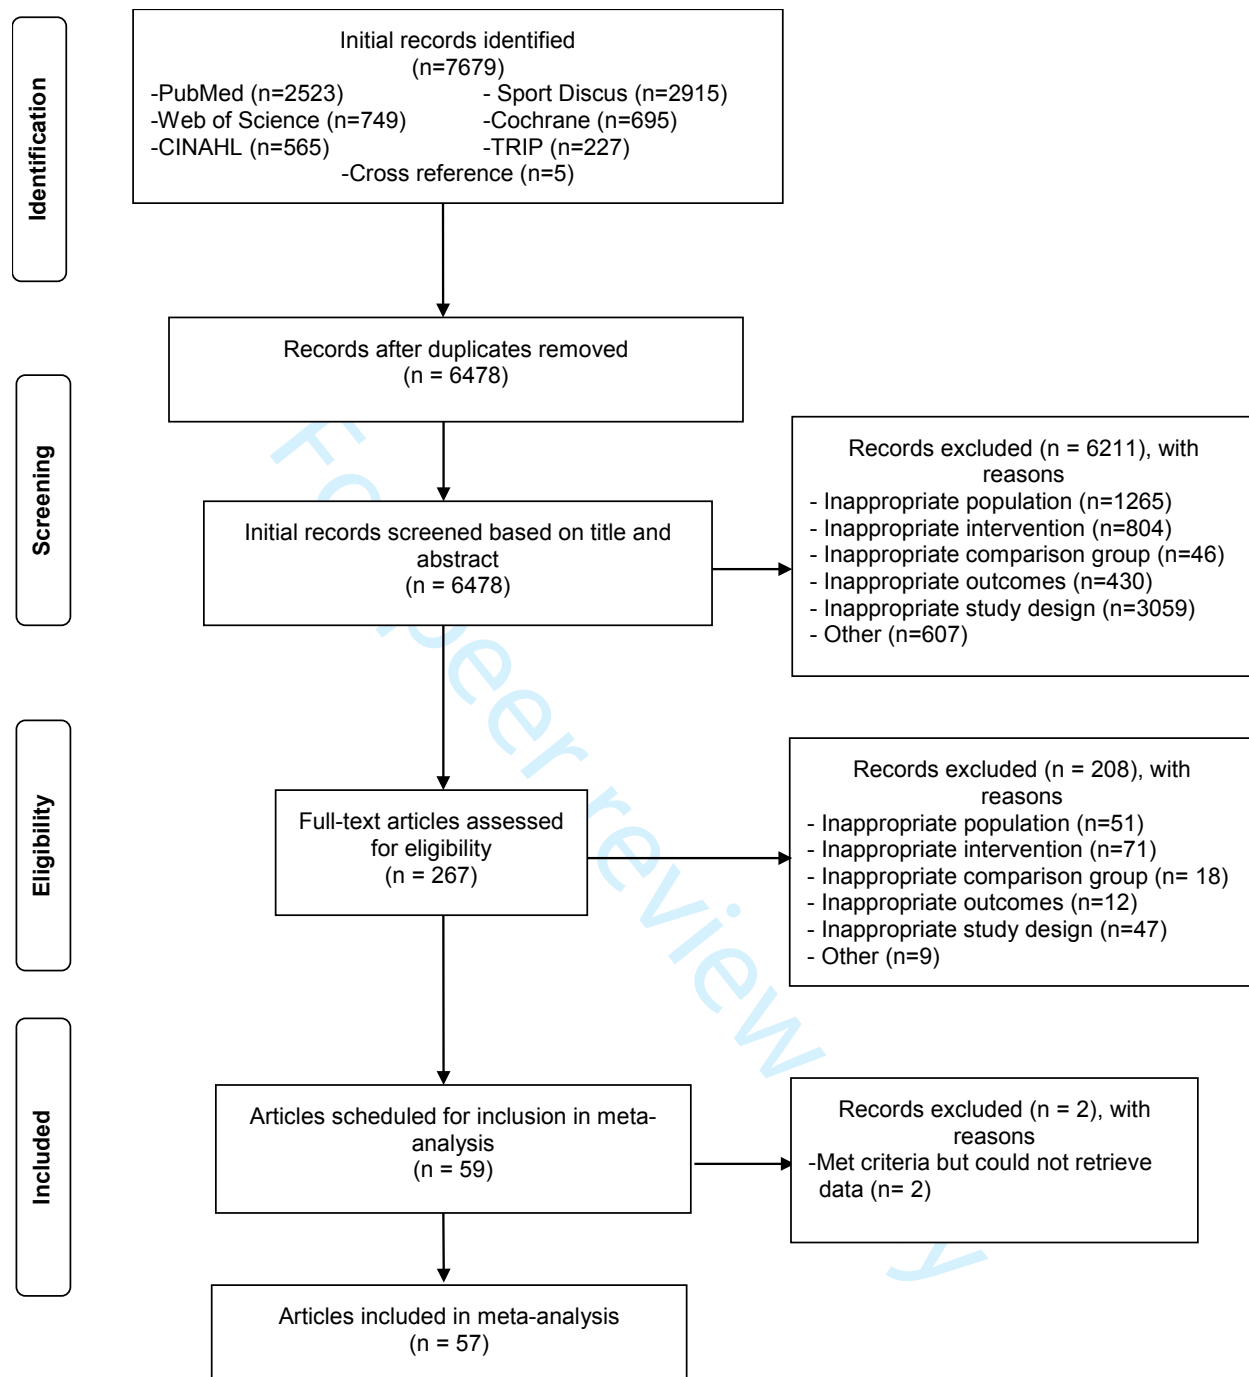 Identification
Initial records identified
(n=7679)
-PubMed (n=2523) - Sport Discus (n=2915)
-Web of Science (n=749) -Cochrane (n=695)
-CINAHL (n=565) -TRIP (n=227)
-Cross reference (n=5)
Records after duplicates removed
(n = 6478)
Screening
Initial records screened based on title and
abstract
(n = 6478)
Records excluded (n = 6211), with
reasons
- Inappropriate population (n=1265)
- Inappropriate intervention (n=804)
- Inappropriate comparison group (n=46)
- Inappropriate outcomes (n=430)
- Inappropriate study design (n=3059)
- Other (n=607)
Eligibility
Full-text articles assessed
for eligibility
(n = 267)
Records excluded (n = 208), with
reasons
- Inappropriate population (n=51)
- Inappropriate intervention (n=71)
- Inappropriate comparison group (n= 18)
- Inappropriate outcomes (n=12)
- Inappropriate study design (n=47)
- Other (n=9)
Included
Articles scheduled for inclusion in meta-
analysis
(n = 59)
Records excluded (n = 2), with
reasons
-Met criteria but could not retrieve
data (n= 2)
Articles included in meta-analysis
(n = 57)
peer review